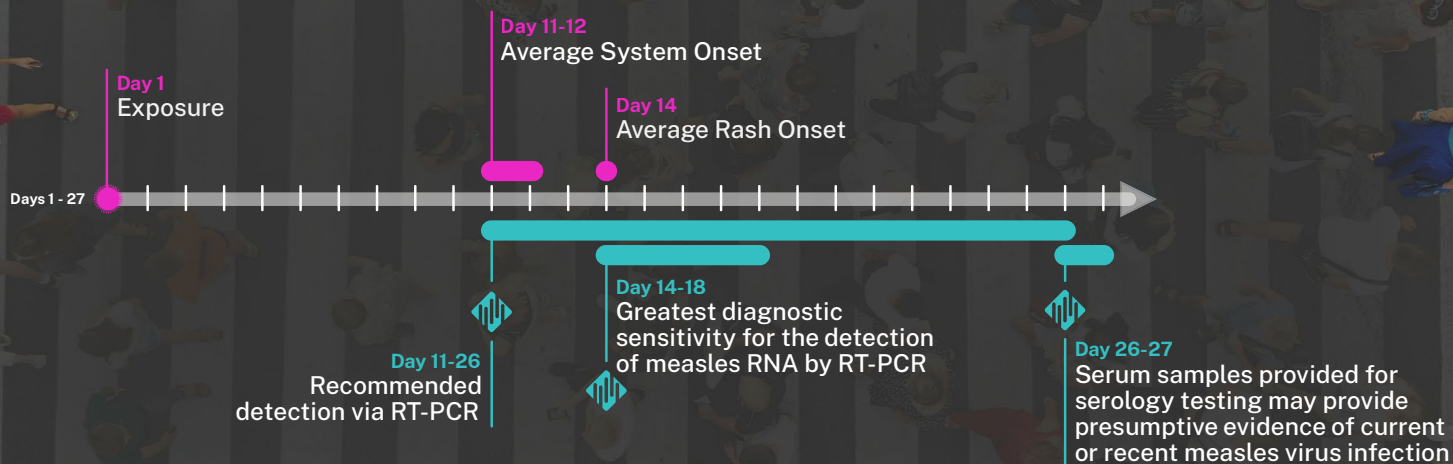 Day 11-12
Average System Onset
Day 1
Exposure
Day 14
Average Rash Onset
Days 1 - 27
Day 14-18
Greatest diagnostic
sensitivity for the detection
of measles RNA by RT-PCR
Day 11-26
Recommended
detection via RT-PCR
Day 26-27
Serum samples provided for
serology testing may provide
presumptive evidence of current
or recent measles virus infection